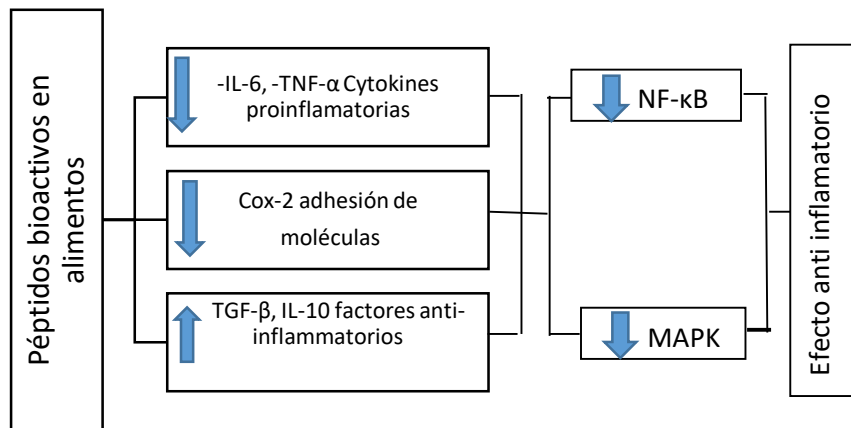 Péptidos bioactivos en
alimentos
-IL-6, -TNF-α Cytokines
proinflamatorias
Cox-2 adhesión de
moléculas
TGF-β, IL-10 factores anti-
inflammatorios
NF-κB
MAPK
Efecto anti inflamatorio